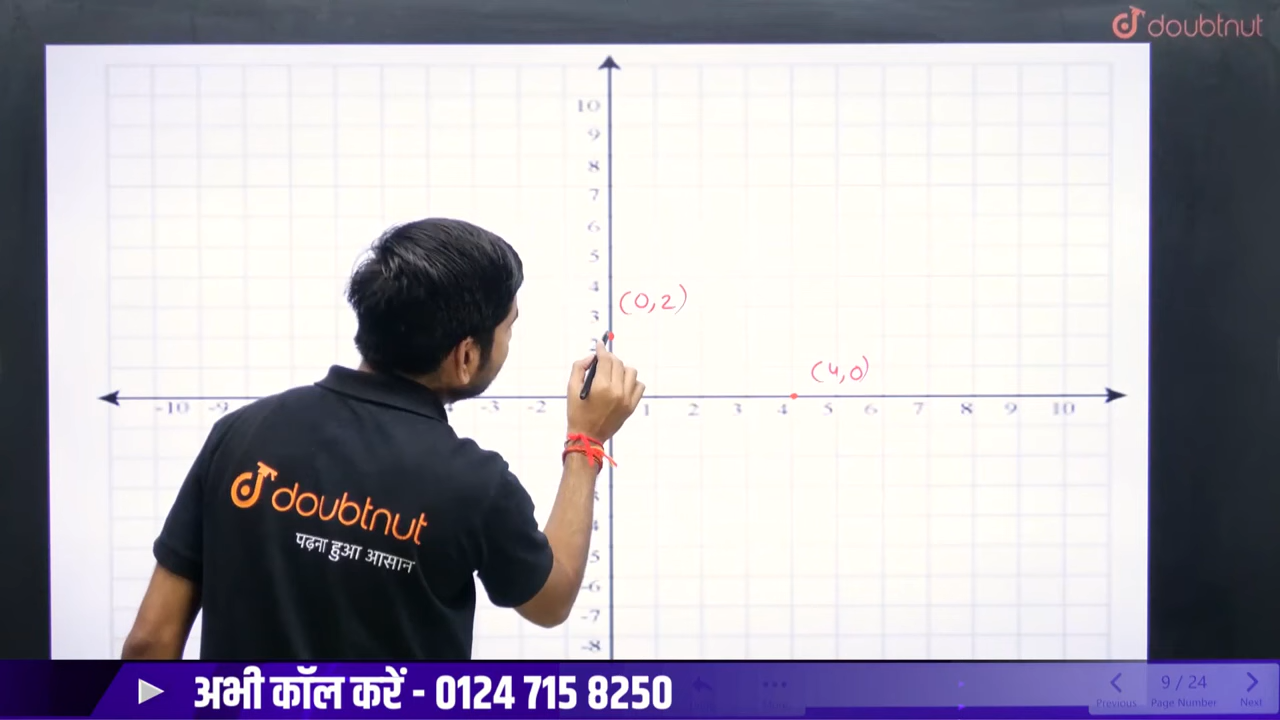 doubtnut
10
9
8
7
6
5
4
3
2
(0,2)
(4,0)
-10 -9 -3 -2 1 2 3 4 5 6 7 8 9 10
5
-6
-7
-8
doubtnut
पढ़ना हुआ आसान
अभी कॉल करें - 0124 715 8250
9 / 24
Previous Page Number Next